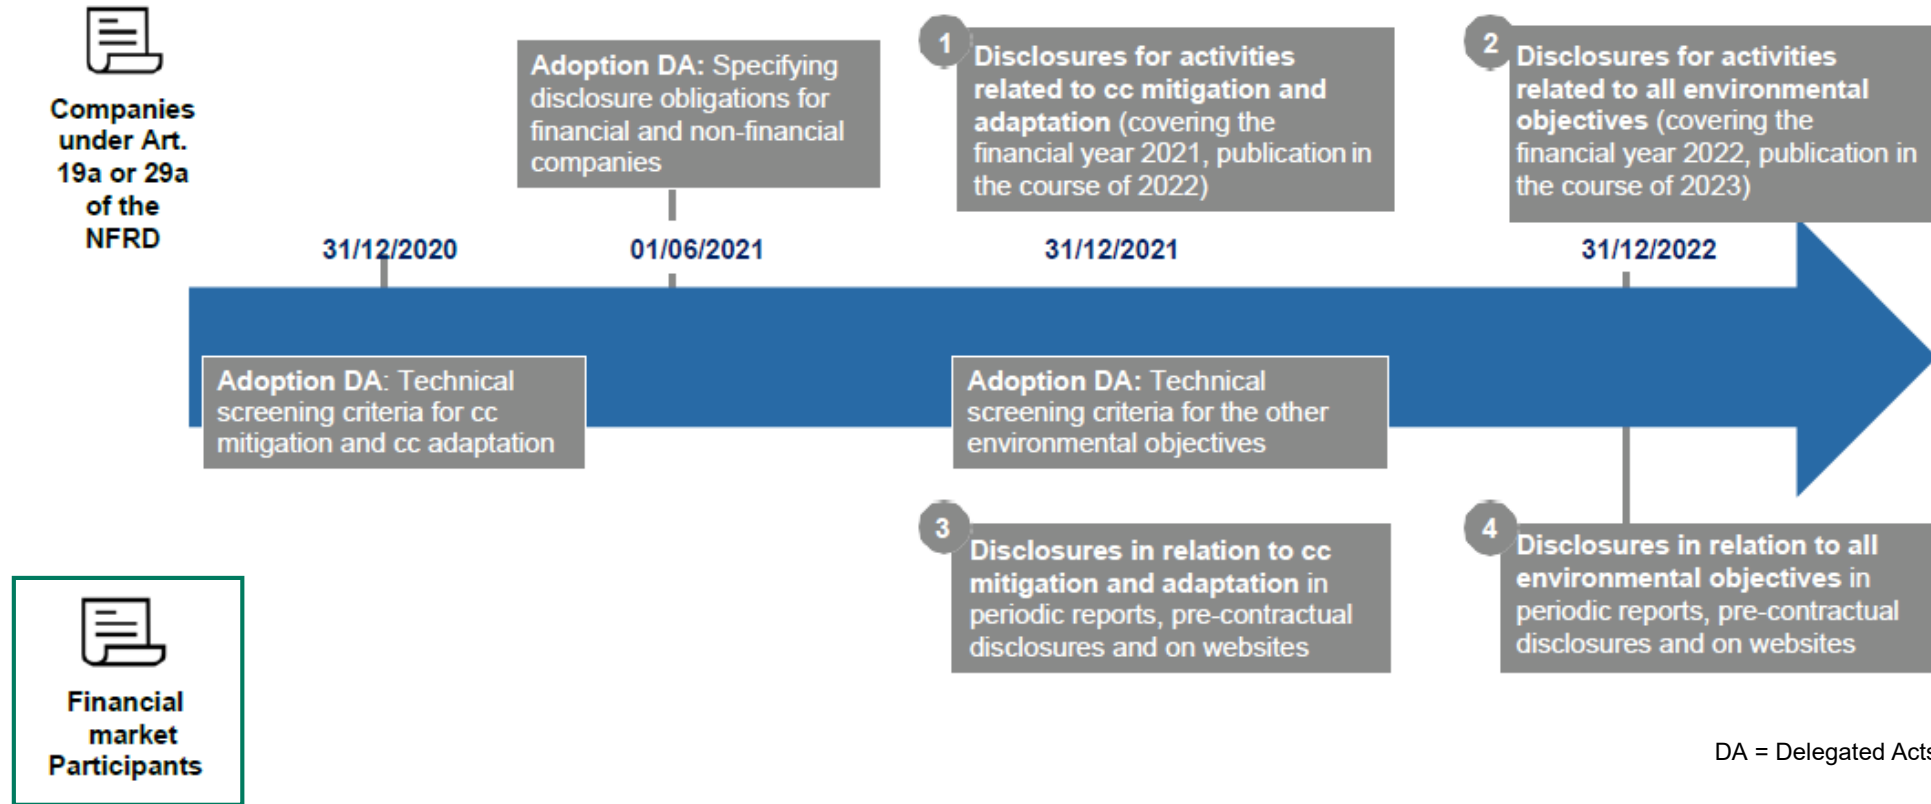 Companies
under Art.
19a or 29a
of the
NFRD
Adoption DA: Specifying
disclosure obligations for
financial and non-financial
companies
1
Disclosures for activities
related to cc mitigation and
adaptation (covering the
financial year 2021, publication in
the course of 2022)
2
Disclosures for activities
related to all environmental
objectives (covering the
financial year 2022, publication in
the course of 2023)
31/12/2020
01/06/2021
31/12/2021
31/12/2022
Adoption DA: Technical
screening criteria for cc
mitigation and cc adaptation
Adoption DA: Technical
screening criteria for the other
environmental objectives
3
Disclosures in relation to cc
mitigation and adaptation in
periodic reports, pre-contractual
disclosures and on websites
4
Disclosures in relation to all
environmental objectives in
periodic reports, pre-contractual
disclosures and on websites
Financial
market
Participants
DA = Delegated Acts